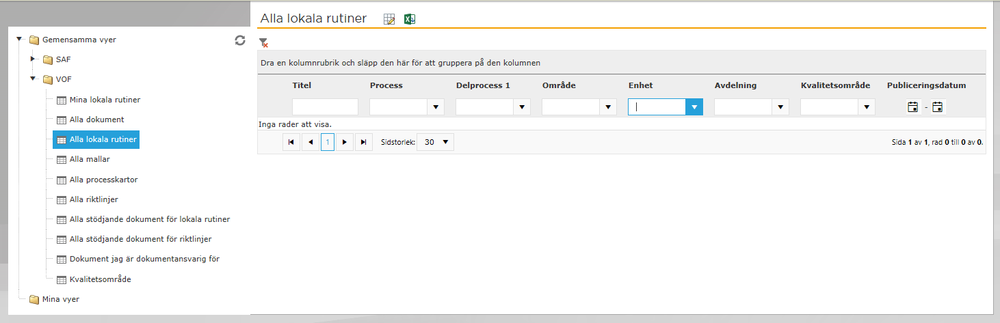 Alla lokala rutiner
Gemensamma vyer
SAF
VOF
Mina lokala rutiner
Alla dokument
Alla lokala rutiner
Alla mallar
Alla processkartor
Alla riktlinjer
Alla stödjande dokument för lokala rutiner
Alla stödjande dokument för riktlinjer
Dokument jag är dokumentansvarig för
Kvalitetsområde
Mina vyer
Dra en kolumnrubrik och släpp den här för att gruppera på den kolumnen
Titel Process Delprocess 1 Område Enhet Avdelning Kvalitetsområde Publiceringsdatum
-
Inga rader att visa.
1 Sidstorlek: 30 Sida 1 av 1, rad 0 till 0 av 0.